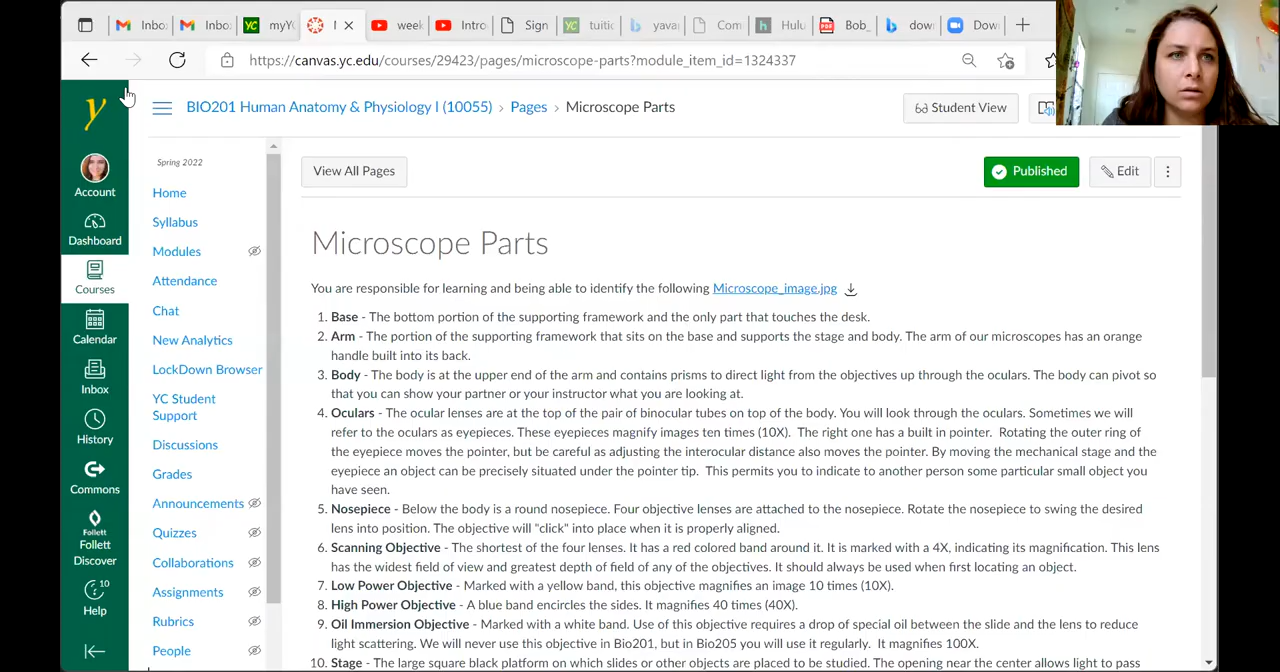 Inbo
Inbo
YC
myYC
I
week
Intro
Sign
YC
tuitic
yava
Com
h
Hulu
PDF
Bob_
dow
Dow
https://canvas.yc.edu/courses/29423/pages/microscope-parts?module_item_id=1324337
y
BIO201 Human Anatomy & Physiology I (10055) > Pages > Microscope Parts
Student View
Account
Dashboard
Courses
Calendar
Inbox
History
Commons
Follett
Follett
Discover
10
Help
Spring 2022
Home
Syllabus
Modules
Attendance
Chat
New Analytics
LockDown Browser
YC Student
Support
Discussions
Grades
Announcements
Quizzes
Collaborations
Assignments
Rubrics
People
View All Pages
Published
Edit
Microscope Parts
You are responsible for learning and being able to identify the following Microscope_image.jpg
1. Base - The bottom portion of the supporting framework and the only part that touches the desk.
2. Arm - The portion of the supporting framework that sits on the base and supports the stage and body. The arm of our microscopes has an orange
handle built into its back.
3. Body - The body is at the upper end of the arm and contains prisms to direct light from the objectives up through the oculars. The body can pivot so
that you can show your partner or your instructor what you are looking at.
4. Oculars - The ocular lenses are at the top of the pair of binocular tubes on top of the body. You will look through the oculars. Sometimes we will
refer to the oculars as eyepieces. These eyepieces magnify images ten times (10X). The right one has a built in pointer. Rotating the outer ring of
the eyepiece moves the pointer, but be careful as adjusting the interocular distance also moves the pointer. By moving the mechanical stage and the
eyepiece an object can be precisely situated under the pointer tip. This permits you to indicate to another person some particular small object you
have seen.
5. Nosepiece - Below the body is a round nosepiece. Four objective lenses are attached to the nosepiece. Rotate the nosepiece to swing the desired
lens into position. The objective will "click" into place when it is properly aligned.
6. Scanning Objective - The shortest of the four lenses. It has a red colored band around it. It is marked with a 4X, indicating its magnification. This lens
has the widest field of view and greatest depth of field of any of the objectives. It should always be used when first locating an object.
7. Low Power Objective - Marked with a yellow band, this objective magnifies an image 10 times (10X).
8. High Power Objective - A blue band encircles the sides. It magnifies 40 times (40X).
9. Oil Immersion Objective - Marked with a white band. Use of this objective requires a drop of special oil between the slide and the lens to reduce
light scattering. We will never use this objective in Bio201, but in Bio205 you will use it regularly. It magnifies 100X.
10. Stage - The large square black platform on which slides or other objects are placed to be studied. The opening near the center allows light to pass